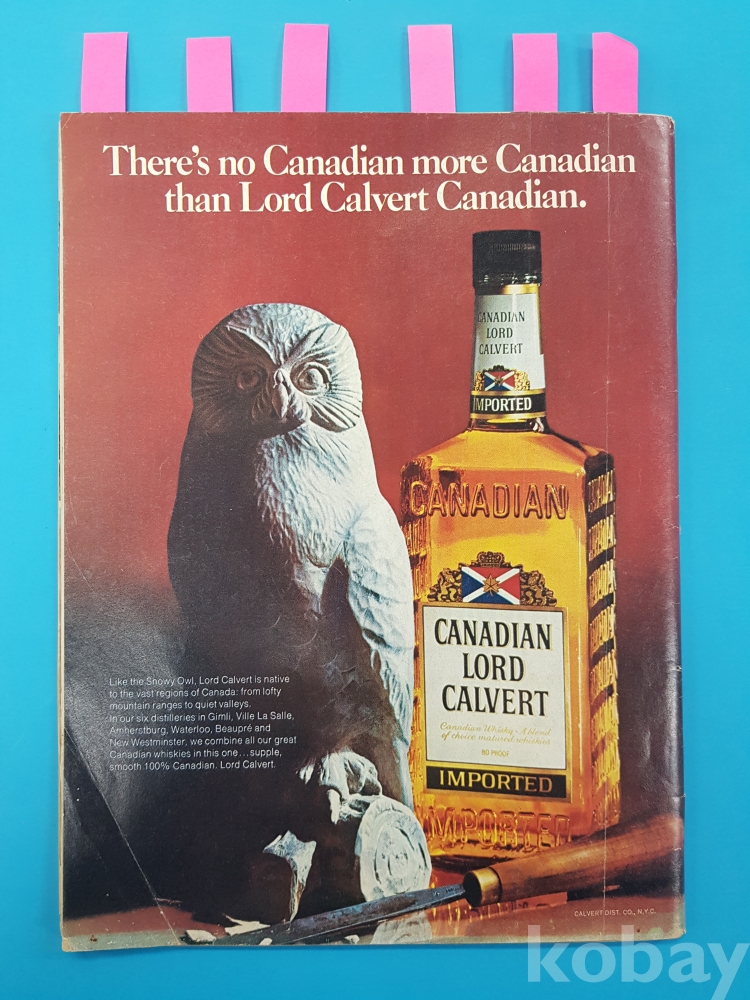 There's no Canadian more Canadian
than Lord Calvert Canadian.
CANADIAN
LORD
CALVERT
IMPORTED
CANADIAN
CANADIAN
LORD
CALVERT
Canadian Whisky - A blend
of choice matured whiskies
80 PROOF
IMPORTED
IMPORTED
Like the Snowy Owl, Lord Calvert is native
to the vast regions of Canada: from lofty
mountain ranges to quiet valleys.
In our six distilleries in Gimli, Ville La Salle,
Amherstburg, Waterloo, Beaupré and
New Westminster, we combine all our great
Canadian whiskies in this one...supple,
smooth 100% Canadian. Lord Calvert.
CALVERT DIST. CO., N.Y.C.
kobay